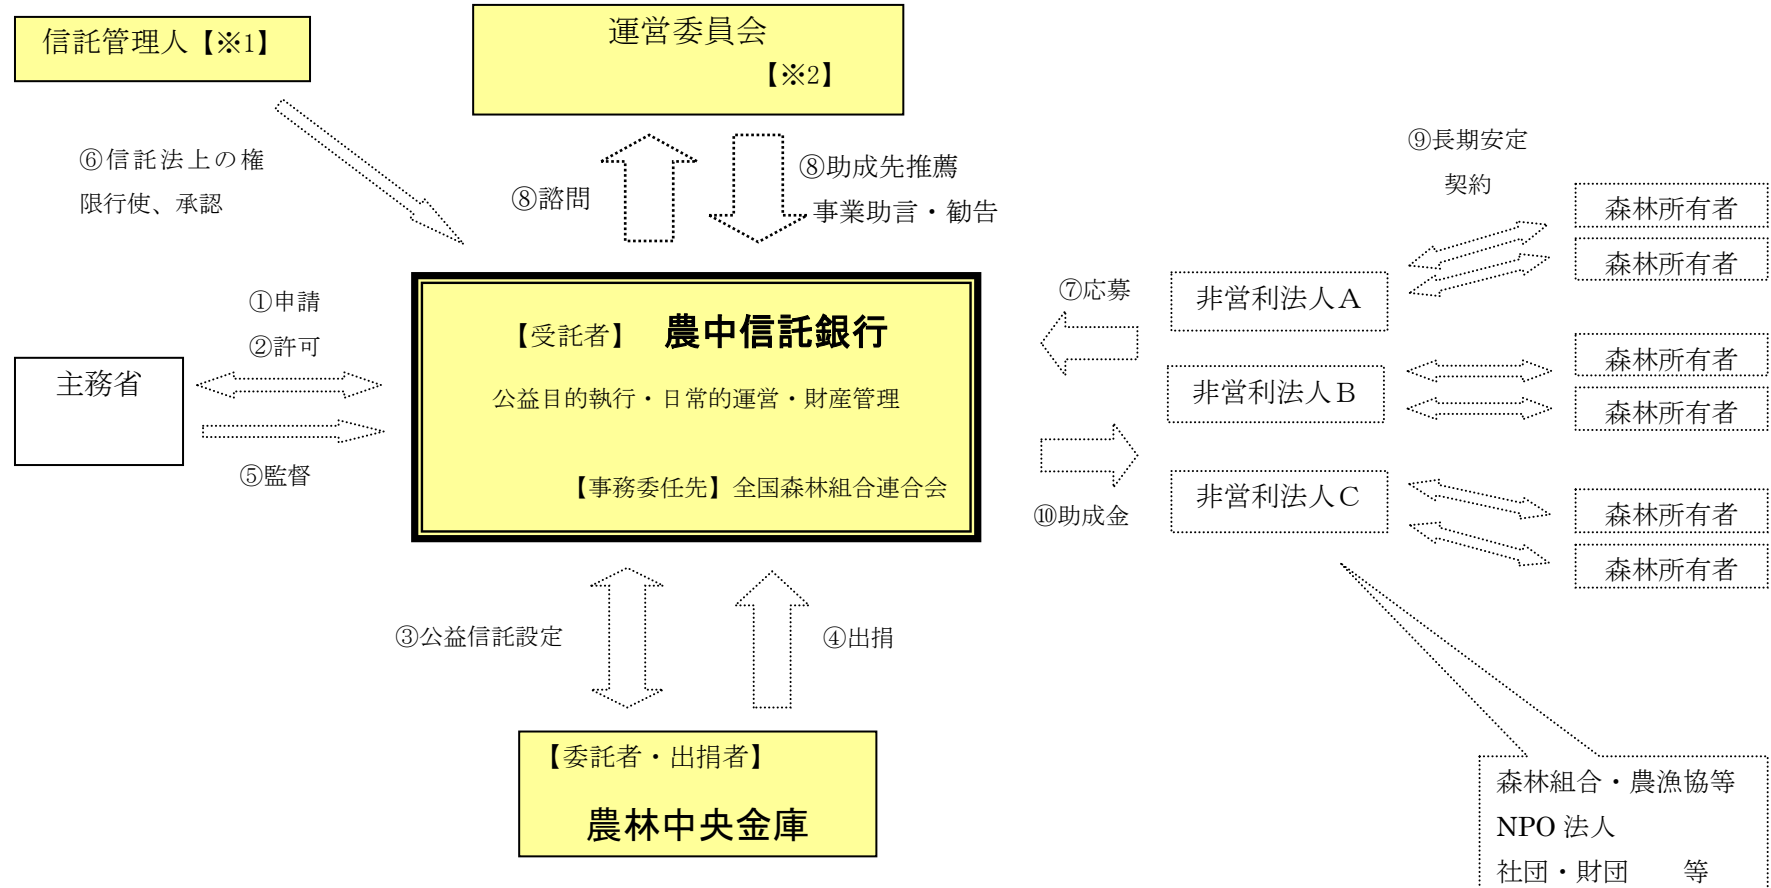 信託管理人【※1】
運営委員会
【※2】
⑥信託法上の権
限行使、承認
⑧諮問
⑧助成先推薦
事業助言・勧告
⑨長期安定
契約
森林所有者
森林所有者
①申請
②許可
主務省
⑤監督
【受託者】 農中信託銀行
公益目的執行・日常的運営・財産管理
【事務委任先】全国森林組合連合会
⑦応募
⑩助成金
非営利法人A
非営利法人B
非営利法人C
森林所有者
森林所有者
森林所有者
森林所有者
③公益信託設定
④出捐
【委託者・出捐者】
農林中央金庫
森林組合・農漁協等
NPO 法人
社団・財団 等